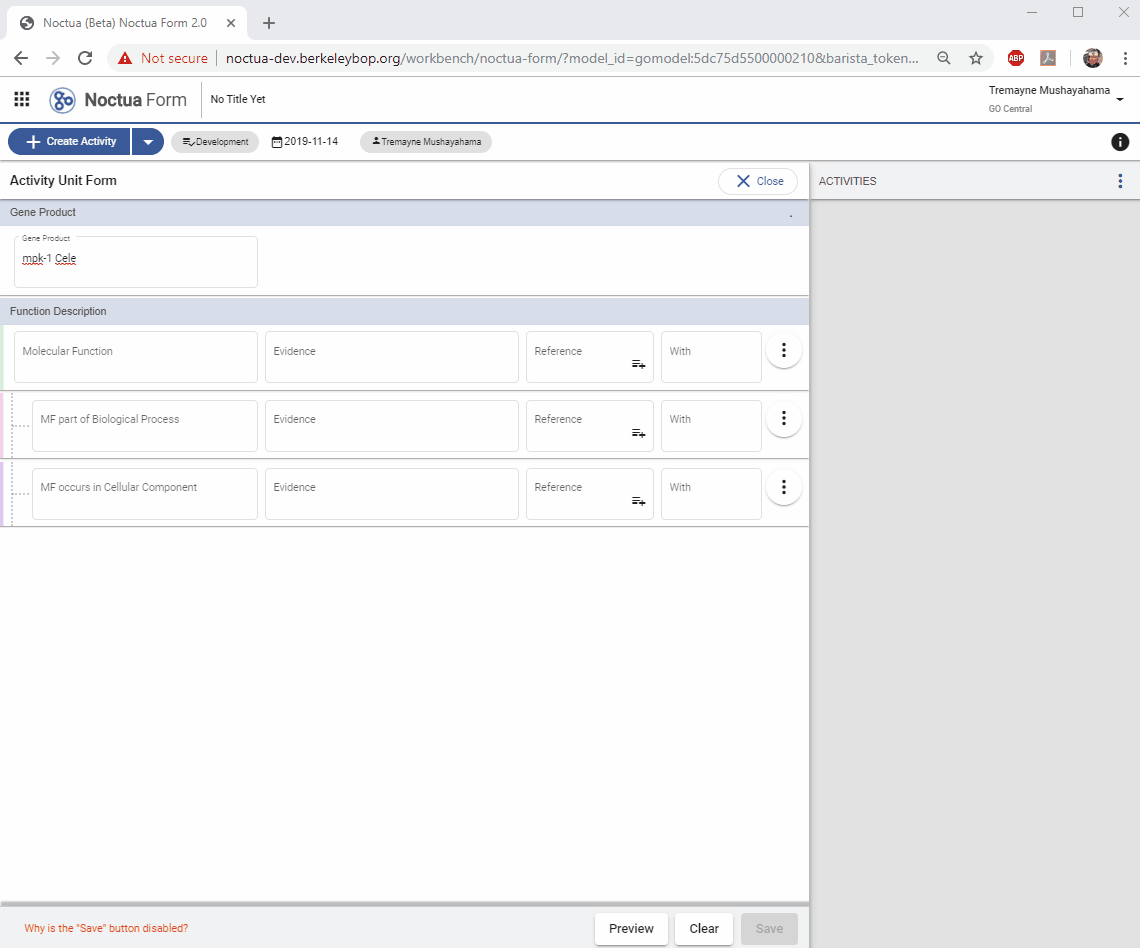 Noctua (Beta) Noctua Form 2.0
Not secure
noctua-dev.berkeleybop.org/workbench/noctua-form/?model_id=gomodel:5dc75d5500000210&barista_token...
ABP
Noctua Form
No Title Yet
Tremayne Mushayahama
GO Central
Create Activity
Development
2019-11-14
Tremayne Mushayahama
Activity Unit Form
Close
ACTIVITIES
Gene Product
Gene Product
mpk-1 Cele
Function Description
Molecular Function
Evidence
Reference
With
MF part of Biological Process
Evidence
Reference
With
MF occurs in Cellular Component
Evidence
Reference
With
Why is the "Save" button disabled?
Preview
Clear
Save